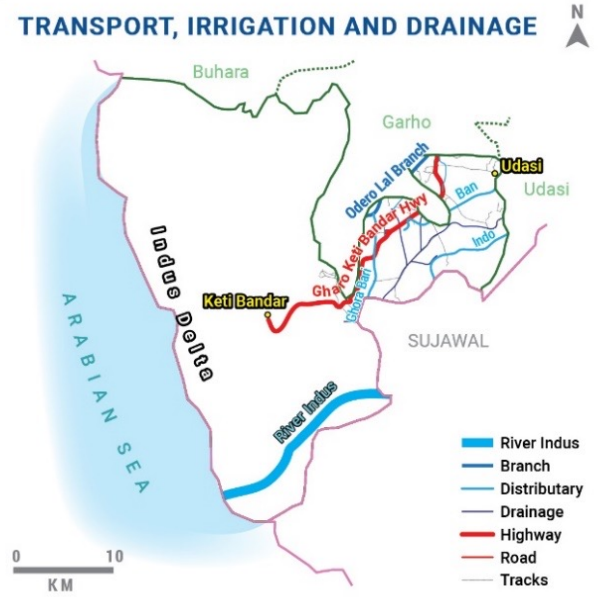 TRANSPORT, IRRIGATION AND DRAINAGE
N
Buhara
Garho
Udasi
Udasi
Odero Lal Branch
Ban
Gharo Keti Bandar Hwy
Indo
Indus Delta
Keti Bandar
Ghora Bari
ARABIAN SEA
SUJAWAL
River Indus
River Indus
Branch
Distributary
Drainage
Highway
Road
Tracks
0 10
KM